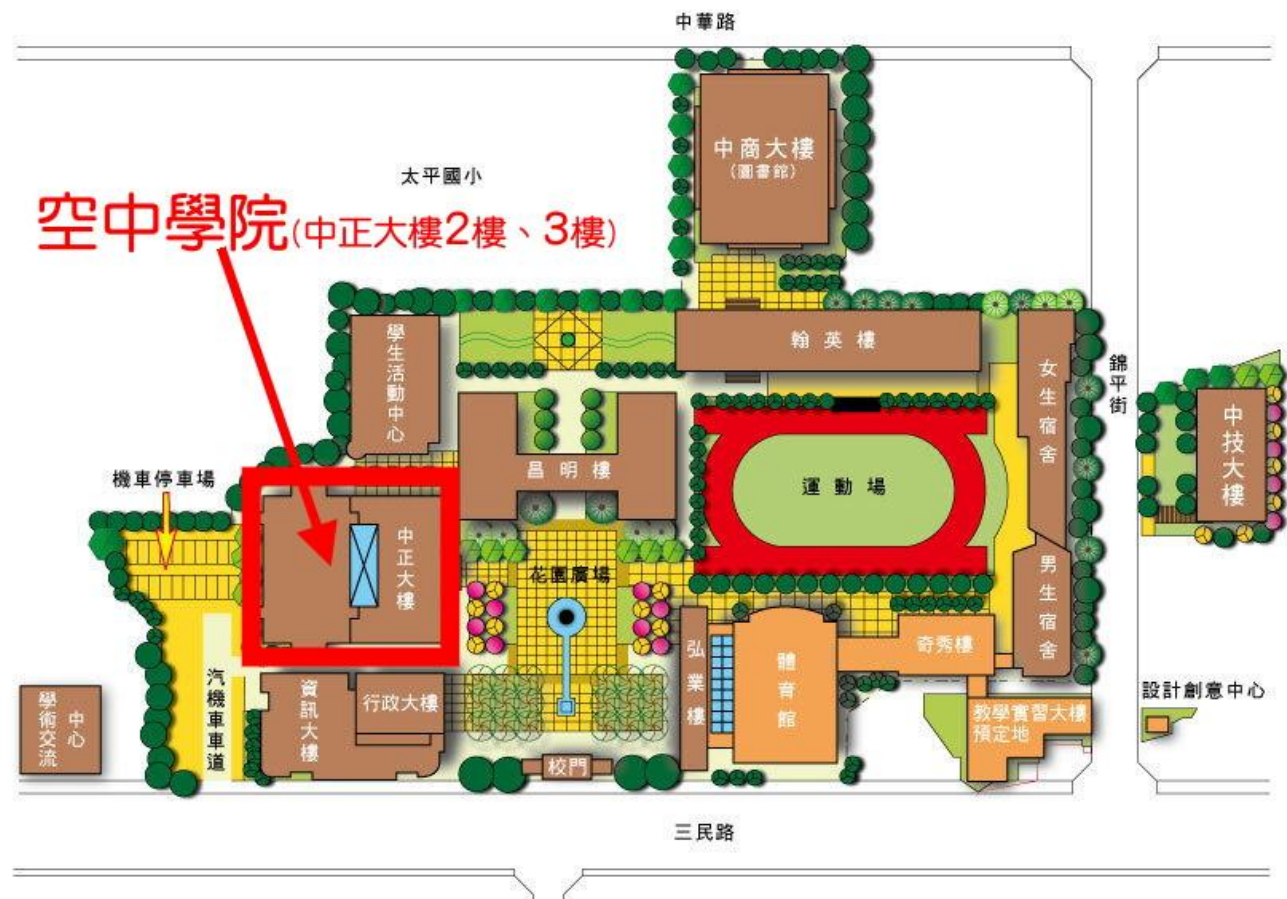 中華路
中商大樓
(圖書館)
太平國小
空中學院(中正大樓2樓、3樓)
學生活動中心
翰英樓
女生宿舍
錦平街
中技大樓
昌明樓
運動場
機車停車場
中正大樓
花園廣場
男生宿舍
弘業樓
體育館
奇秀樓
學術交流
中心
汽機車車道
資訊大樓
行政大樓
校門
教學實習大樓
預定地
設計創意中心
三民路